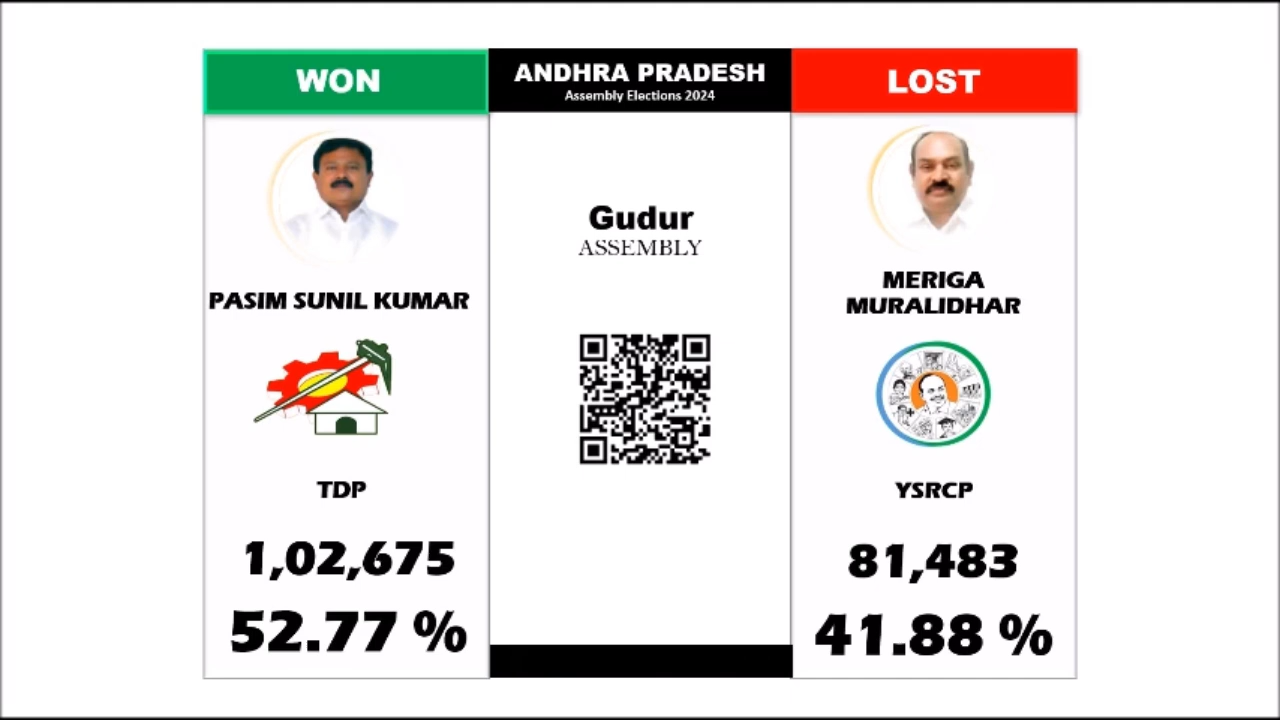 WON
PASIM SUNIL KUMAR
TDP
1,02,675
52.77 %
ANDHRA PRADESH
Assembly Elections 2024
Gudur
ASSEMBLY
LOST
MERIGA
MURALIDHAR
YSRCP
81,483
41.88 %